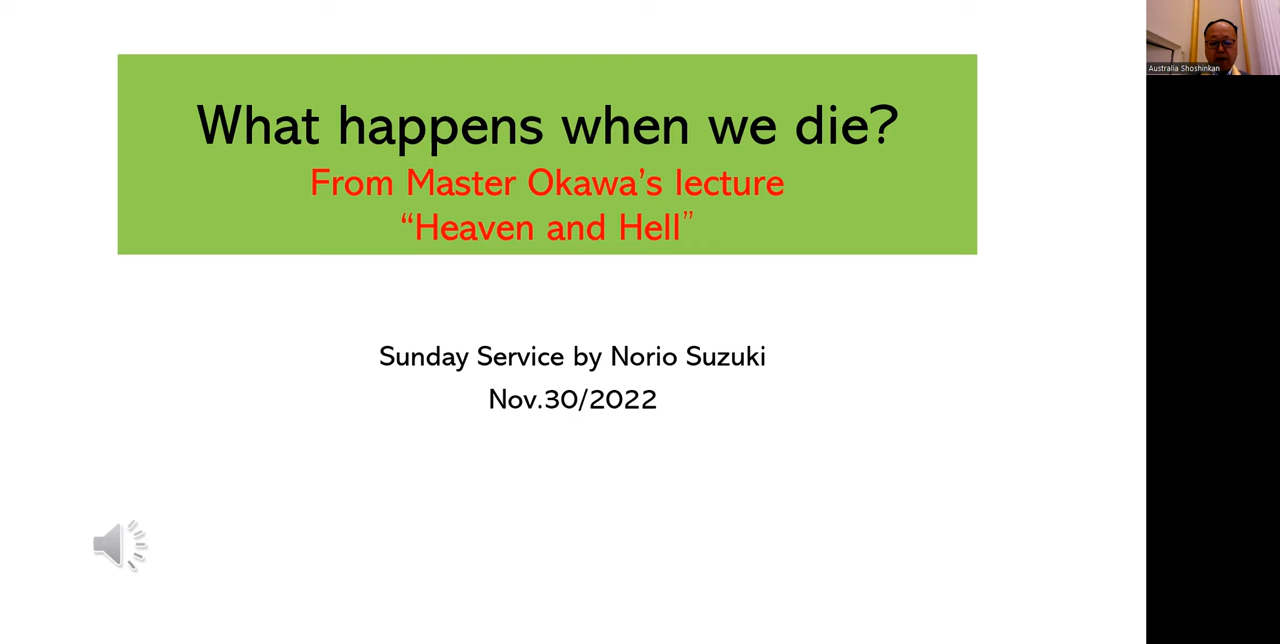 What happens when we die?
From Master Okawa’s lecture
“Heaven and Hell”
Sunday Service by Norio Suzuki
Nov.30/2022
Australia Shoshinkan